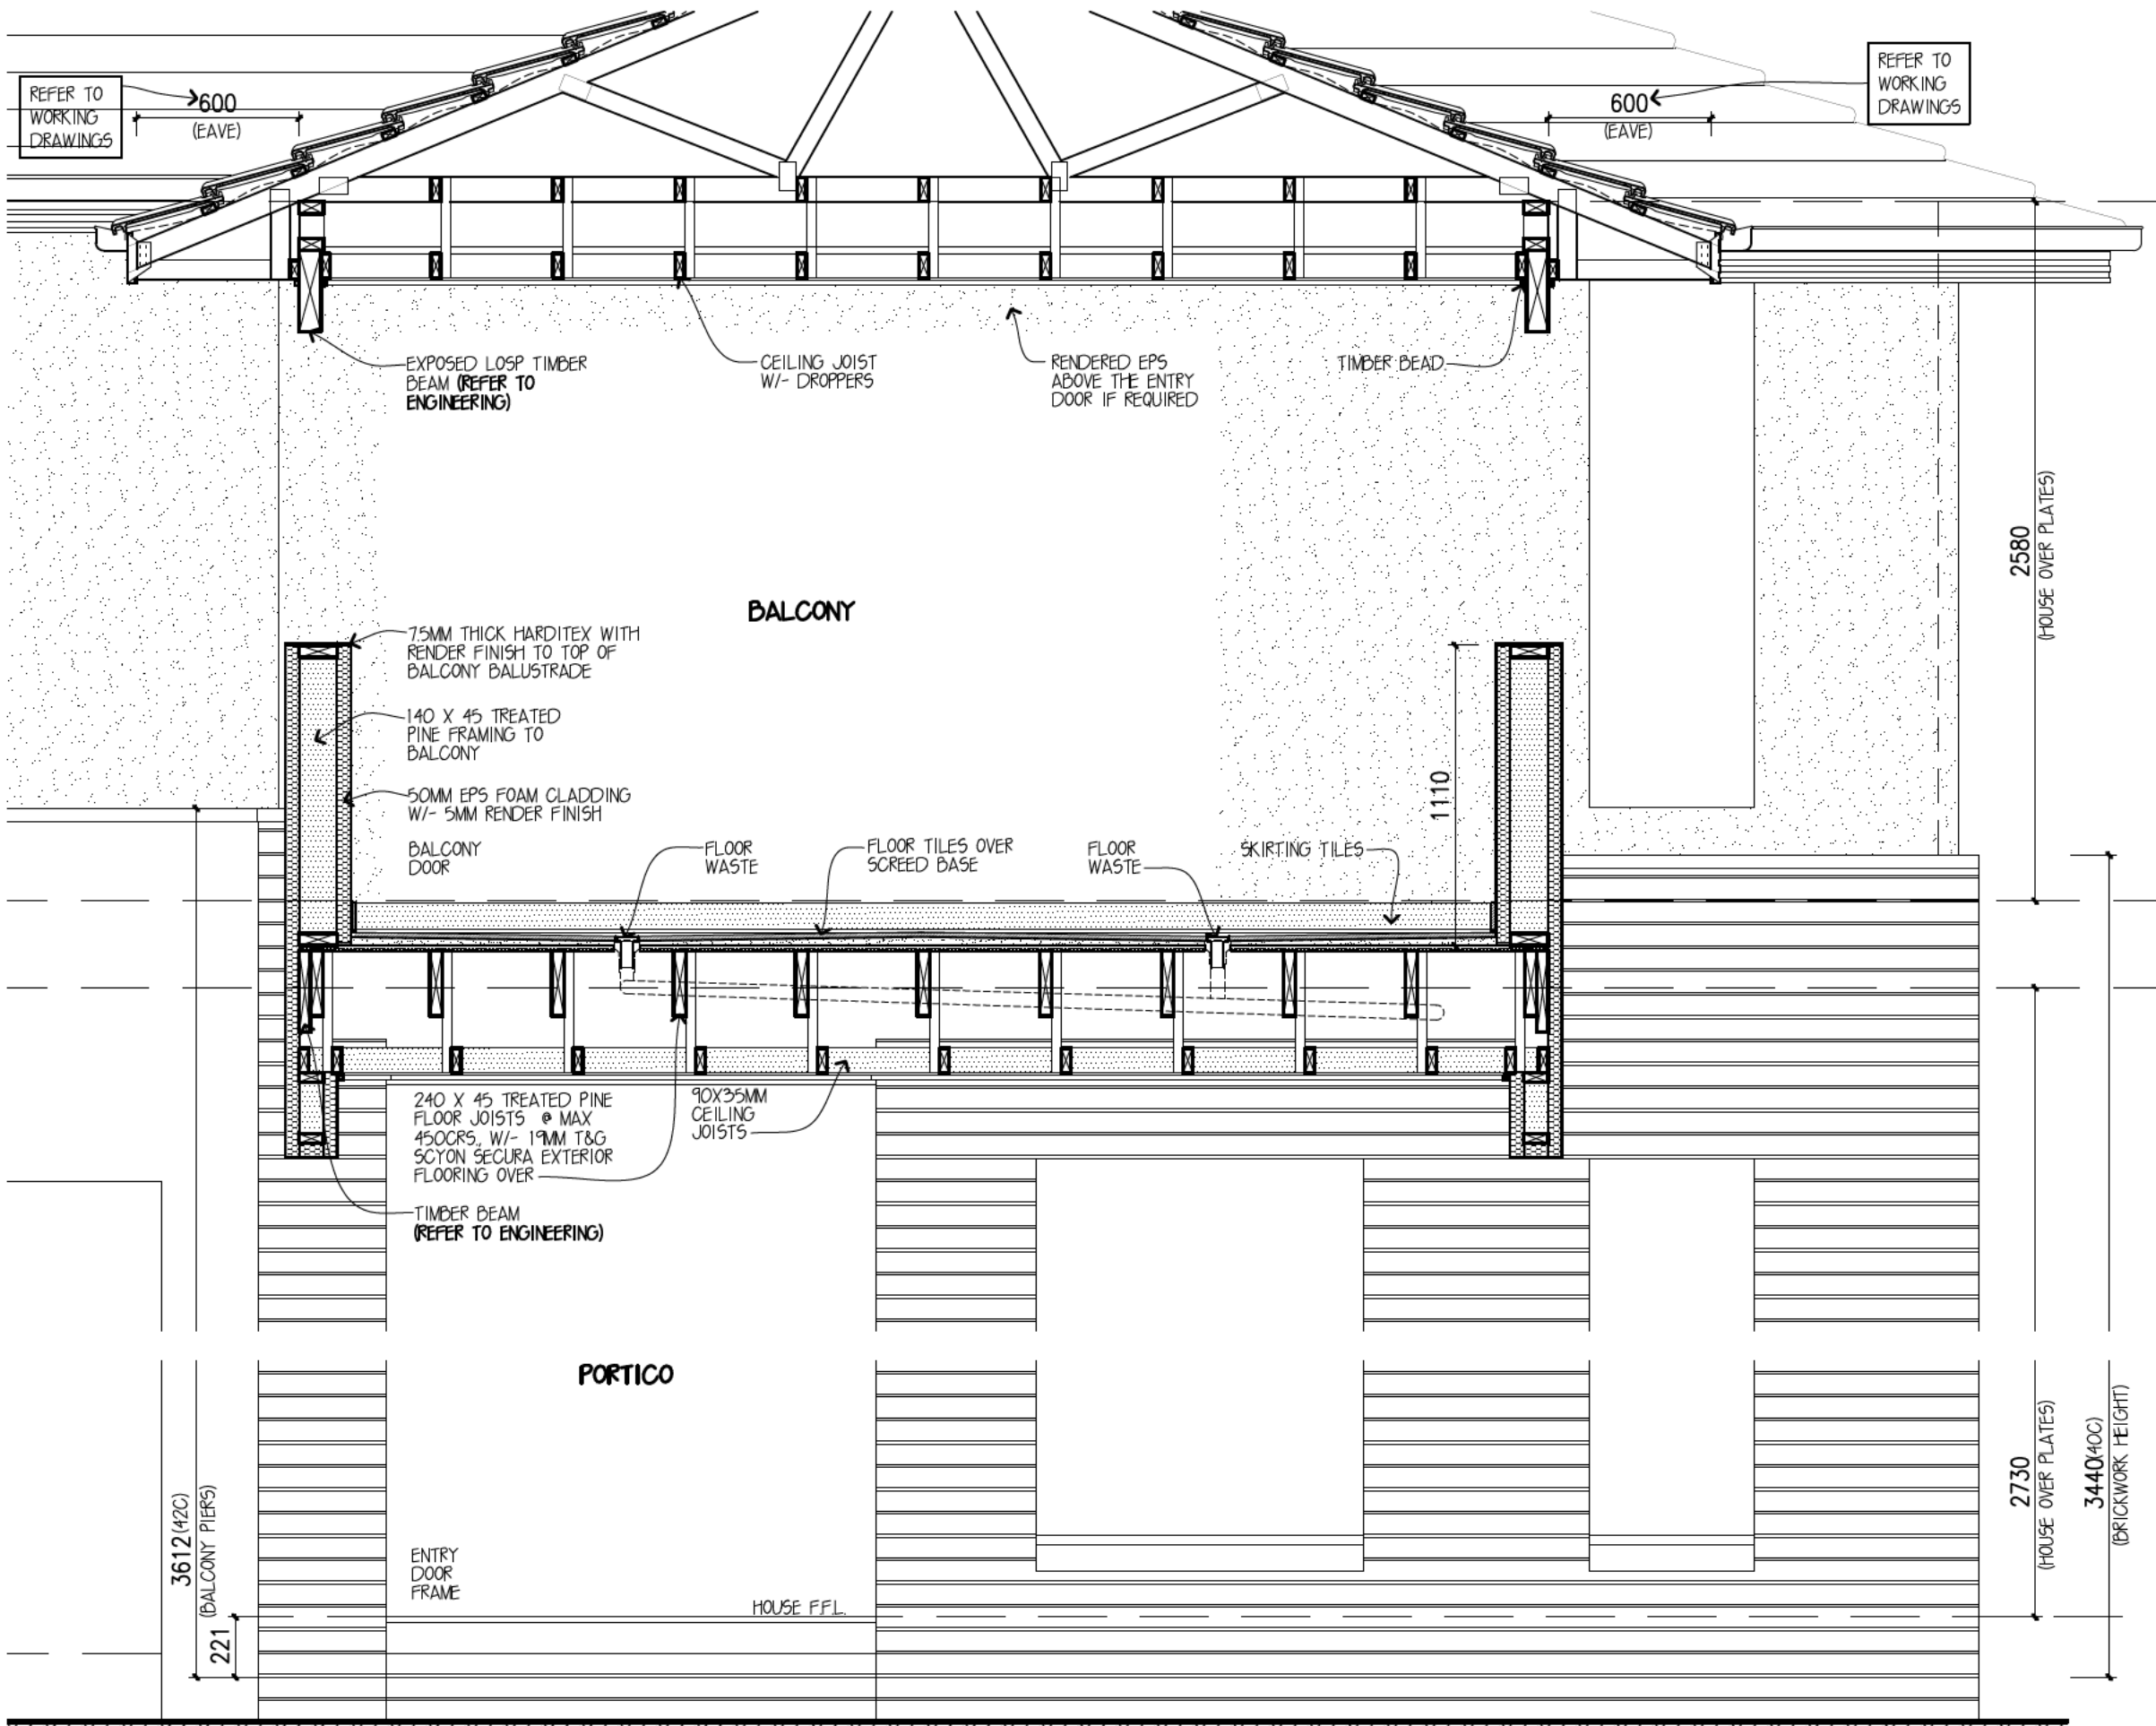 REFER TO
WORKING
DRAWINGS
600
(EAVE)
600
(EAVE)
REFER TO
WORKING
DRAWINGS
EXPOSED LOSP TIMBER
BEAM (REFER TO
ENGINEERING)
CEILING JOIST
W/- DROPPERS
RENDERED EPS
ABOVE THE ENTRY
DOOR IF REQUIRED
TIMBER BEAD
2580
(HOUSE OVER PLATES)
BALCONY
7.5MM THICK HARDITEX WITH
RENDER FINISH TO TOP OF
BALCONY BALUSTRADE
140 X 45 TREATED
PINE FRAMING TO
BALCONY
50MM EPS FOAM CLADDING
W/- 5MM RENDER FINISH
1110
BALCONY
DOOR
FLOOR
WASTE
FLOOR TILES OVER
SCREED BASE
FLOOR
WASTE
SKIRTING TILES
240 X 45 TREATED PINE
FLOOR JOISTS @ MAX
450CRS., W/- 19MM T&G
SCYON SECURA EXTERIOR
FLOORING OVER
90X35MM
CEILING
JOISTS
TIMBER BEAM
(REFER TO ENGINEERING)
PORTICO
3612(42C)
(BALCONY PIERS)
221
ENTRY
DOOR
FRAME
HOUSE F.F.L.
2730
(HOUSE OVER PLATES)
3440(40C)
(BRICKWORK HEIGHT)